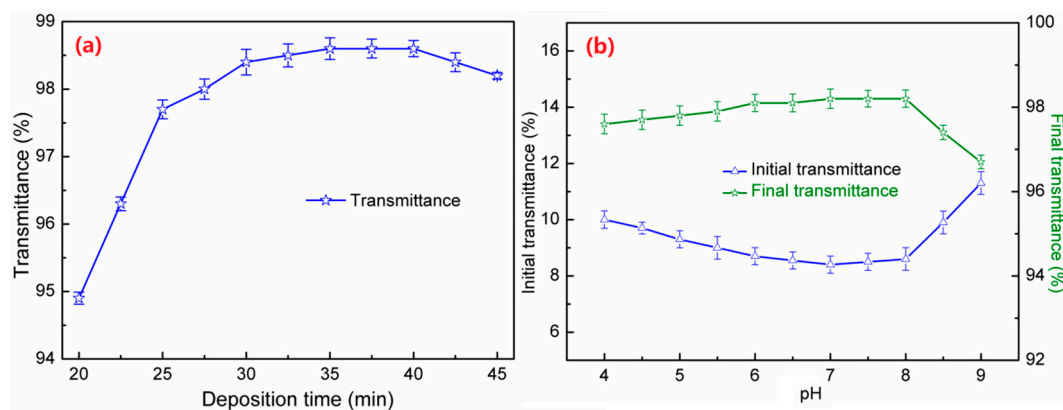 (a)
Transmittance (%)
99
98
97
96
95
94
Transmittance
20 25 30 35 40 45
Deposition time (min)
(b)
Initial transmittance (%)
16
14
12
10
8
6
Initial transmittance
Final transmittance
4 5 6 7 8 9
pH
100
98
96
94
92
Final transmittance
(%)